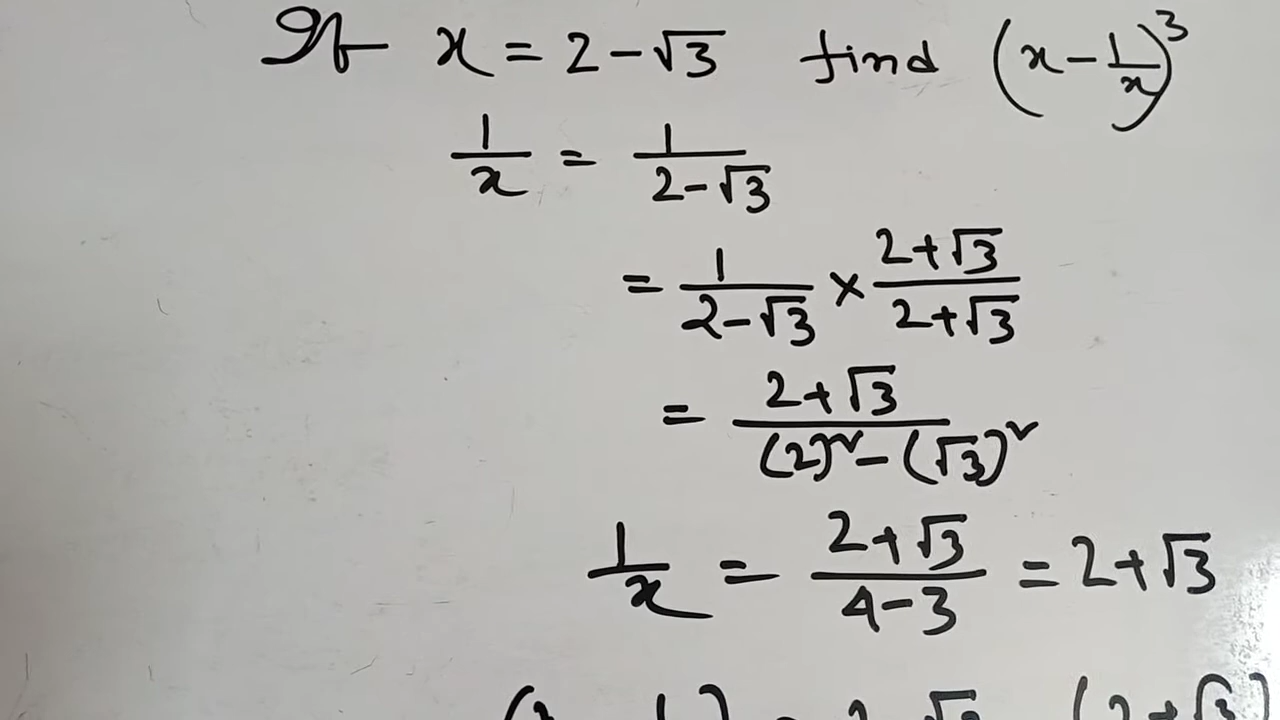 If x = 2 - √3 find (x - 1/x)³
1/x = 1/(2-√3)
= 1/(2-√3) × (2+√3)/(2+√3)
= (2+√3)/((2)² - (√3)²)
1/x = (2+√3)/(4-3) = 2+√3